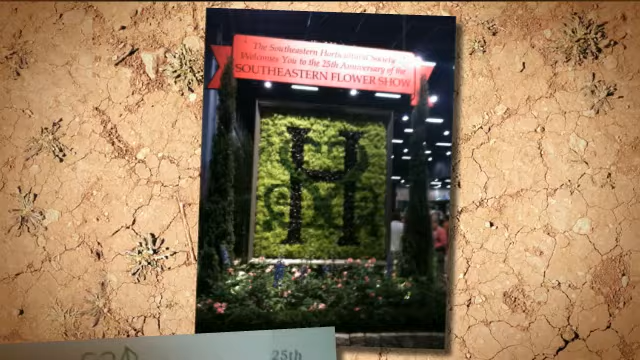 The Southeastern Horticultural Society
Welcomes You to the 25th Anniversary of the
SOUTHEASTERN FLOWER SHOW
H
25th